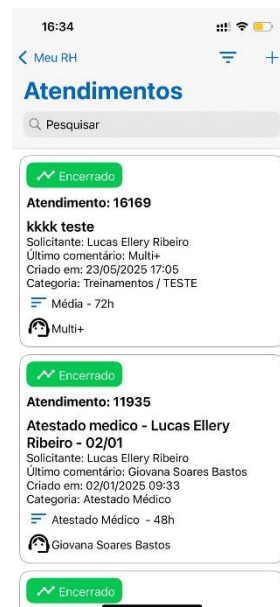 16:34
Meu RH
Atendimentos
Pesquisar
Encerrado
Atendimento: 16169
kkkk teste
Solicitante: Lucas Ellery Ribeiro
Último comentário: Multi+
Criado em: 23/05/2025 17:05
Categoria: Treinamentos / TESTE
Média - 72h
Multi+
Encerrado
Atendimento: 11935
Atestado medico - Lucas Ellery
Ribeiro - 02/01
Solicitante: Lucas Ellery Ribeiro
Último comentário: Giovana Soares Bastos
Criado em: 02/01/2025 09:33
Categoria: Atestado Médico
Atestado Médico - 48h
Giovana Soares Bastos
Encerrado